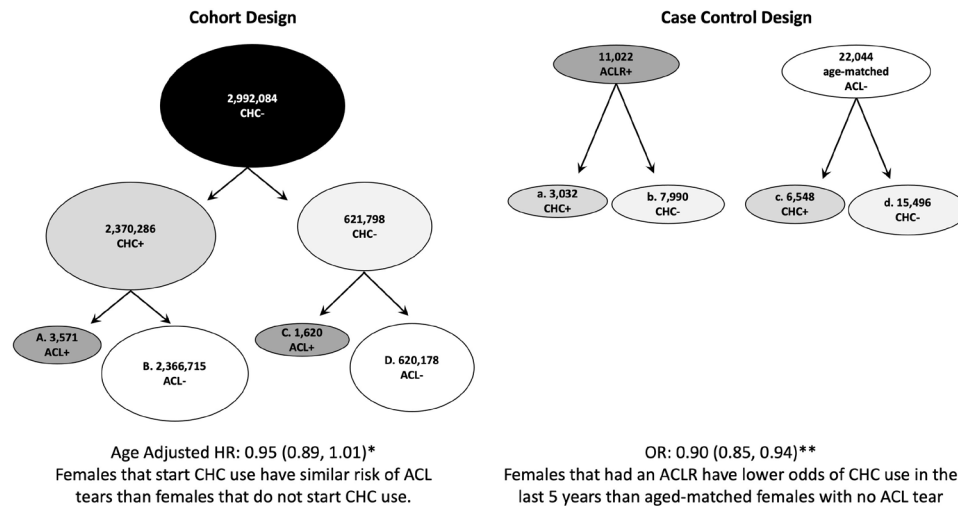 Cohort Design
2,992,084
CHC-
2,370,286
CHC+
621,798
CHC-
A. 3,571
ACL+
B. 2,366,715
ACL-
C. 1,620
ACL+
D. 620,178
ACL-
Age Adjusted HR: 0.95 (0.89, 1.01)*
Females that start CHC use have similar risk of ACL
tears than females that do not start CHC use.
Case Control Design
11,022
ACLR+
22,044
age-matched
ACL-
a. 3,032
CHC+
b. 7,990
CHC-
c. 6,548
CHC+
d. 15,496
CHC-
OR: 0.90 (0.85, 0.94)**
Females that had an ACLR have lower odds of CHC use in the
last 5 years than aged-matched females with no ACL tear